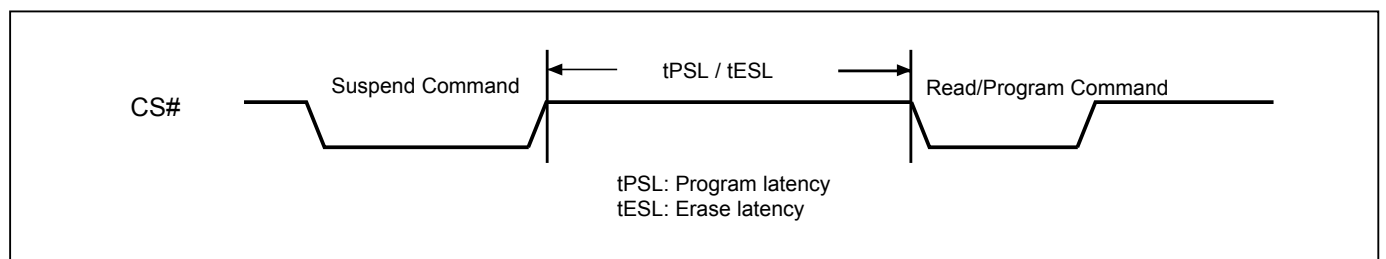 tPSL / tESL
Suspend Command
Read/Program Command
CS#
tPSL: Program latency
tESL: Erase latency